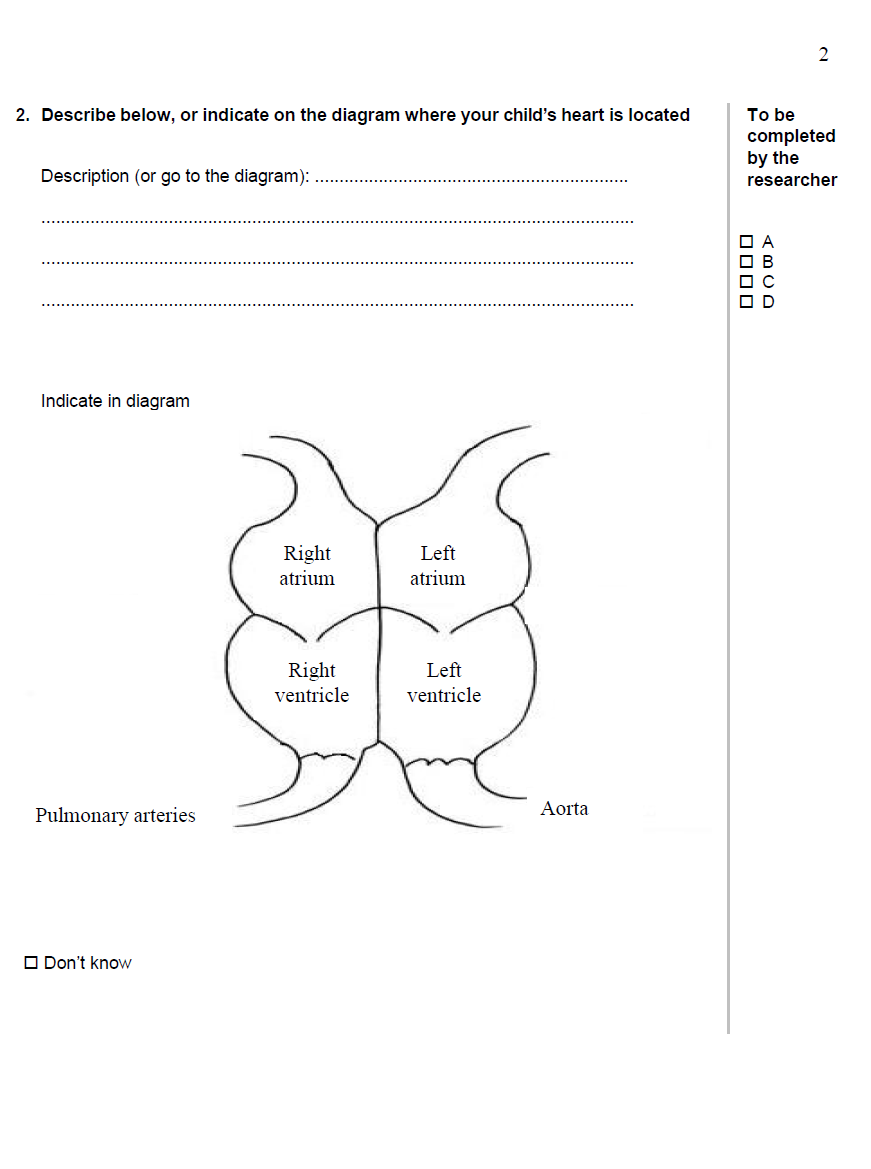 2
2. Describe below, or indicate on the diagram where your child's heart is located
Description (or go to the diagram): ................................................................
.........................................................................................................................
.........................................................................................................................
.........................................................................................................................
To be
completed
by the
researcher
☐ A
☐ B
☐ C
☐ D
Indicate in diagram
Right
atrium
Left
atrium
Right
ventricle
Left
ventricle
Pulmonary arteries
Aorta
☐ Don't know